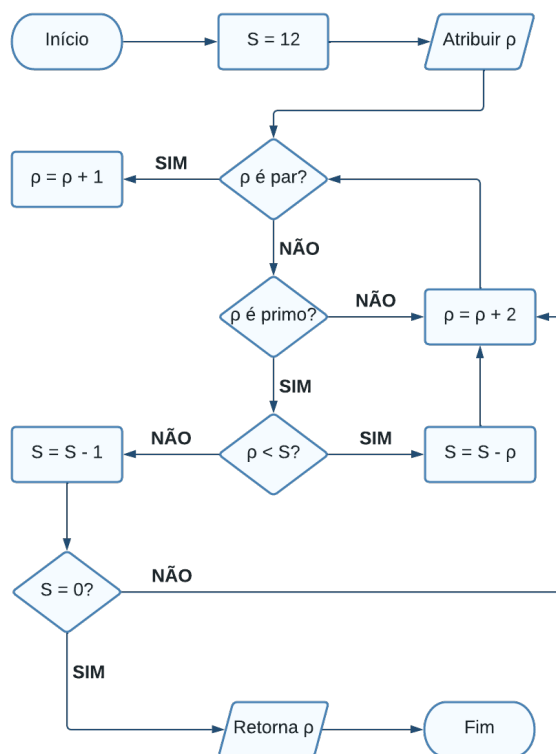 Início
S = 12
Atribuir ρ
ρ = ρ + 1
SIM
ρ é par?
NÃO
ρ é primo?
NÃO
ρ = ρ + 2
SIM
S = S - 1
NÃO
ρ < S?
SIM
S = S - ρ
S = 0?
NÃO
SIM
Retorna ρ
Fim